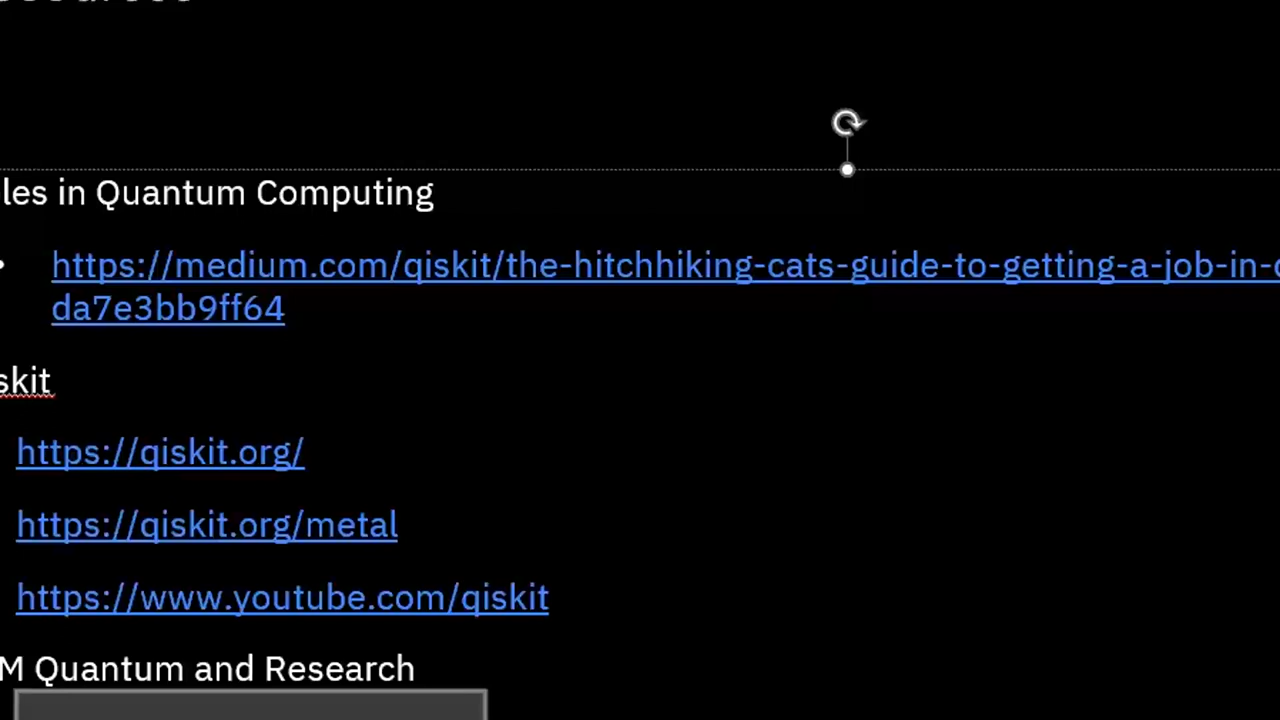 les in Quantum Computing
• https://medium.com/qiskit/the-hitchhiking-cats-guide-to-getting-a-job-in-
da7e3bb9ff64
skit
https://qiskit.org/
https://qiskit.org/metal
https://www.youtube.com/qiskit
M Quantum and Research